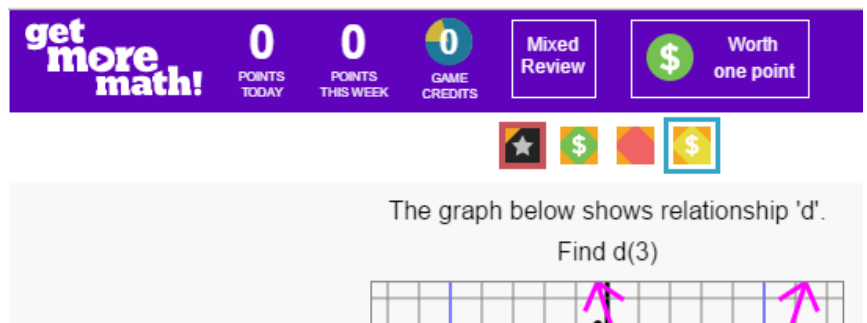 get
more
math!
0
POINTS
TODAY
0
POINTS
THIS WEEK
0
GAME
CREDITS
Mixed
Review
$
Worth
one point
$
$
The graph below shows relationship 'd'.
Find d(3)